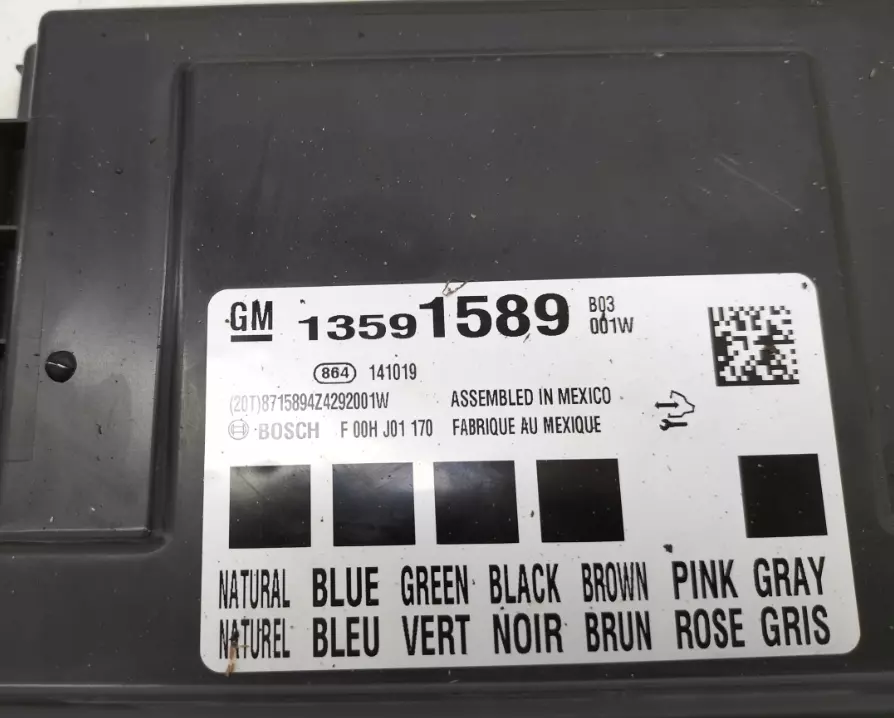 GM 13591589 B03
001W
864 141019
(20T)8715894Z4292001W ASSEMBLED IN MEXICO
BOSCH F 00H J01 170 FABRIQUE AU MEXIQUE
NATURAL BLUE GREEN BLACK BROWN PINK GRAY
NATUREL BLEU VERT NOIR BRUN ROSE GRIS